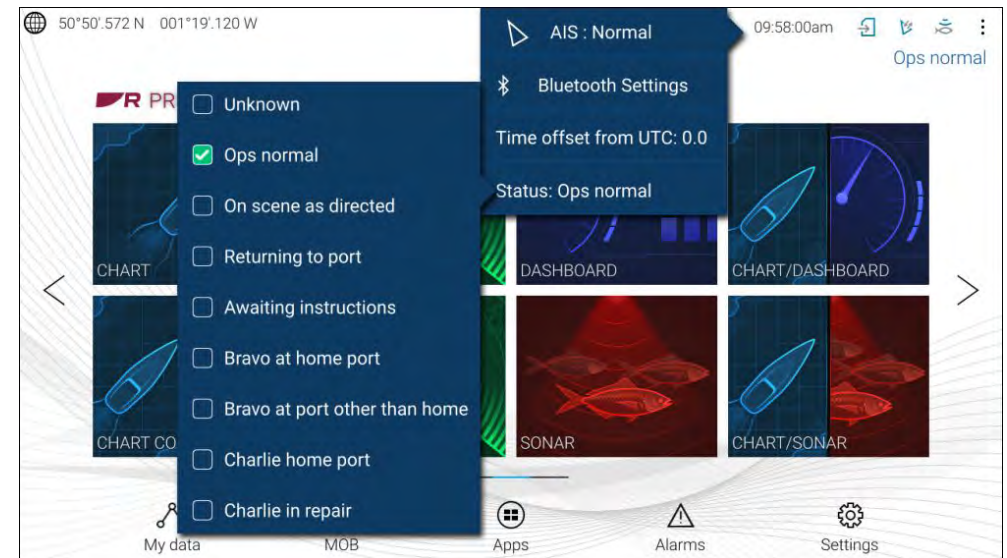 50°50'.572 N 001°19'.120 W
AIS : Normal
09:58:00am
Ops normal
Bluetooth Settings
Time offset from UTC: 0.0
Status: Ops normal
R PR
Unknown
Ops normal
On scene as directed
Returning to port
Awaiting instructions
Bravo at home port
Bravo at port other than home
Charlie home port
Charlie in repair
CHART
DASHBOARD
CHART/DASHBOARD
CHART CO
SONAR
CHART/SONAR
My data
MOB
Apps
Alarms
Settings